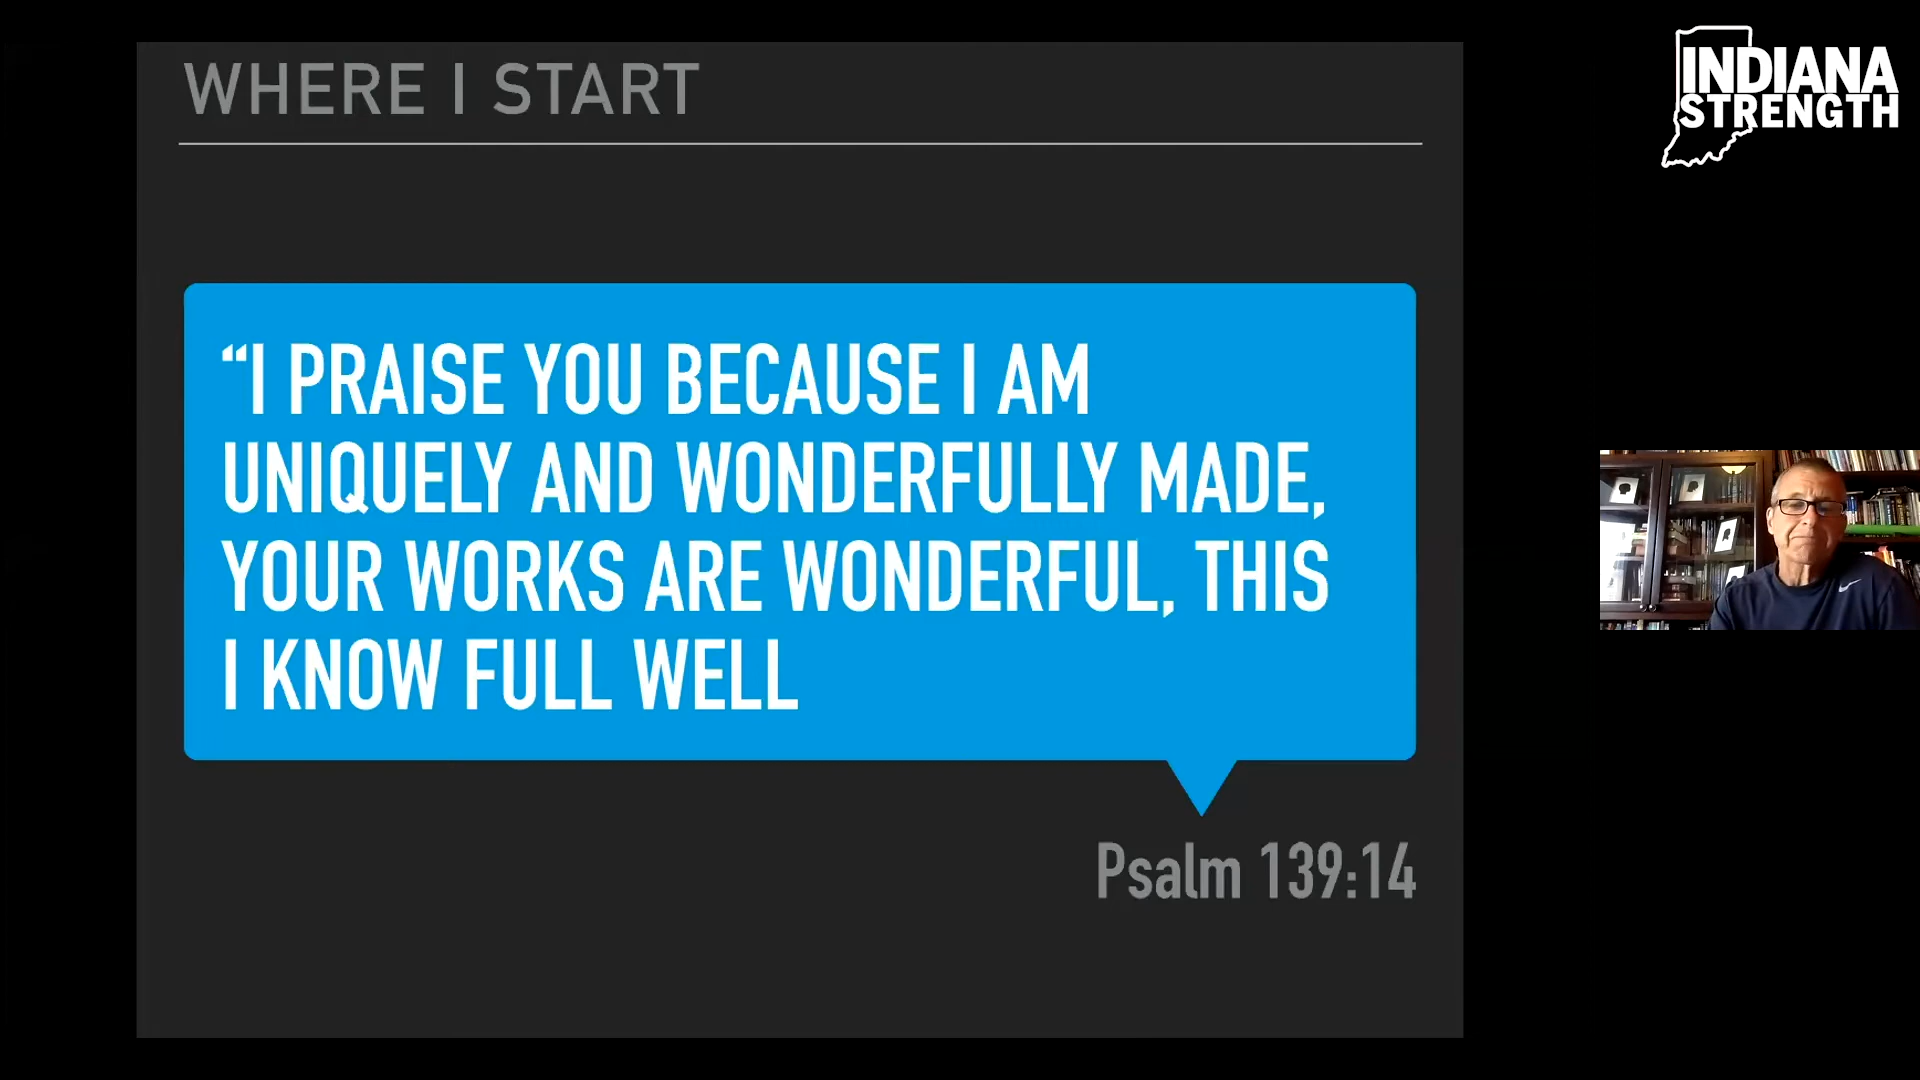 WHERE I START
“I PRAISE YOU BECAUSE I AM
UNIQUELY AND WONDERFULLY MADE,
YOUR WORKS ARE WONDERFUL, THIS
I KNOW FULL WELL
Psalm 139:14
INDIANA
STRENGTH